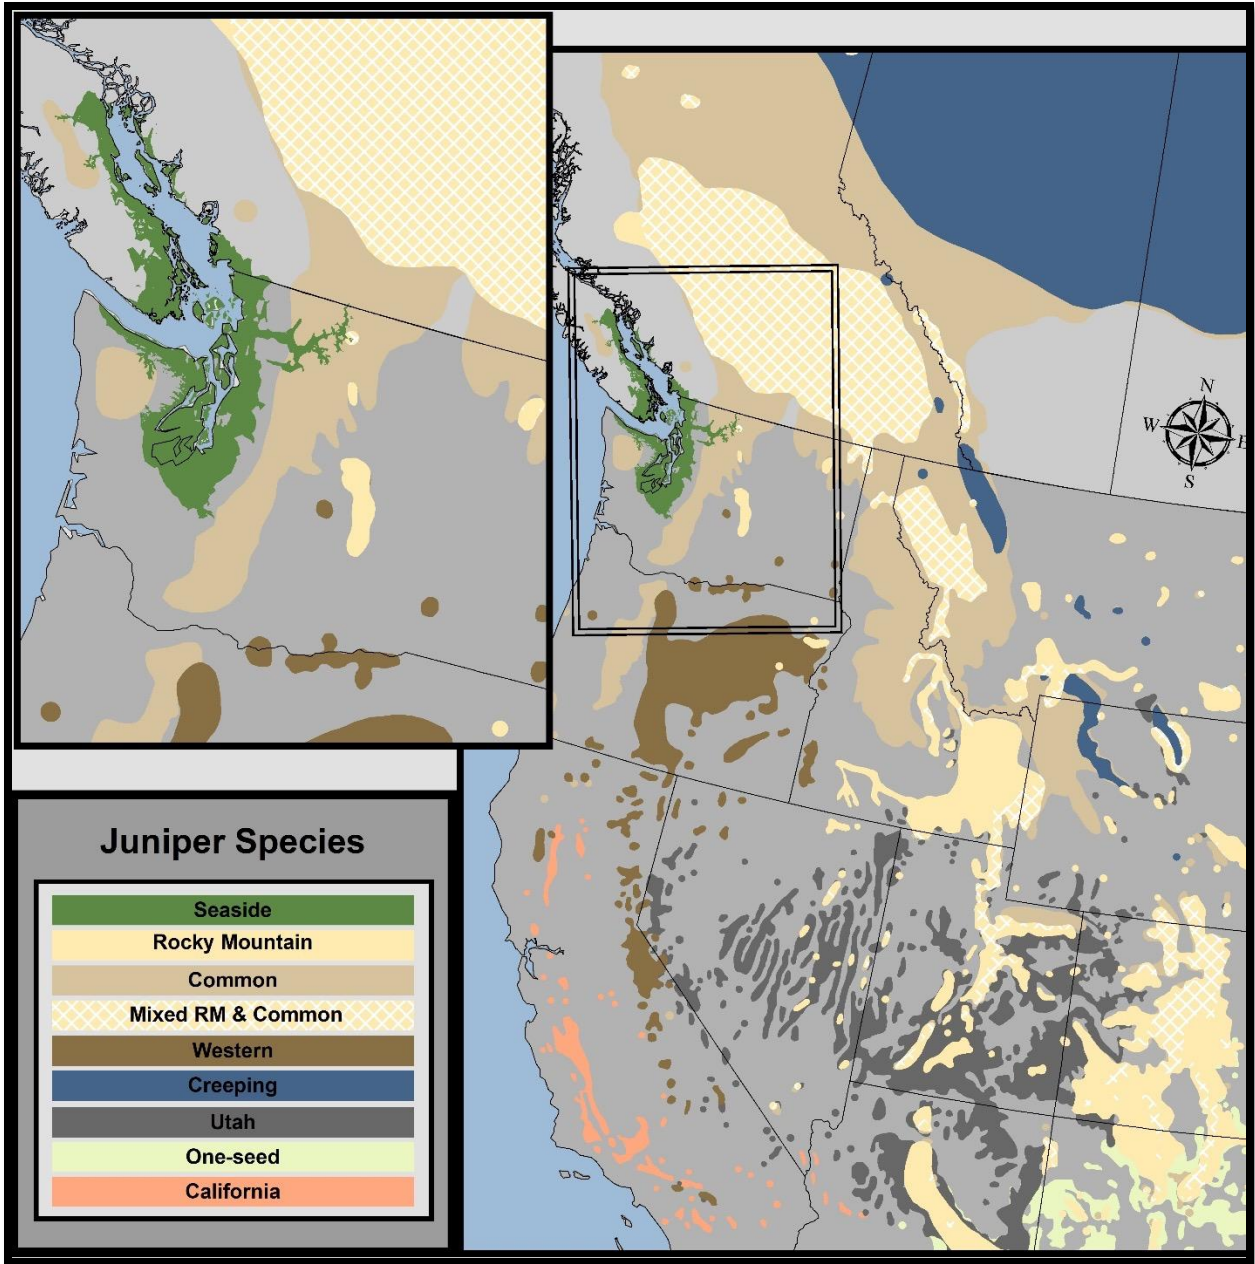 N
W
E
S
Juniper Species
Seaside
Rocky Mountain
Common
Mixed RM & Common
Western
Creeping
Utah
One-seed
California